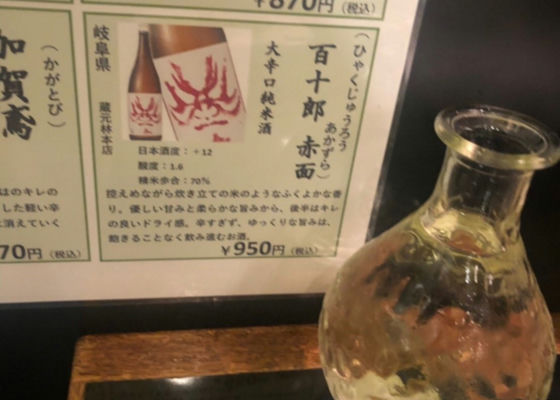 ￥870円（税込）
（ひゃくじゅうろう
あかずら）
百十郎 赤面
大辛口純米酒
岐阜県
蔵元林本店
日本酒度：+12
酸度：1.6
精米歩合：70％
控えめながら炊き立ての米のようなふくよかな香
り。優しい甘みと柔らかな旨みから、後半はキレ
の良いドライ感。辛すぎず、ゆっくりな旨みは、
飽きることなく飲み進むお酒。
￥950円（税込）
（かがとび）
加賀鳶
はのキレの
した軽い辛
消えていく
70円（税込）